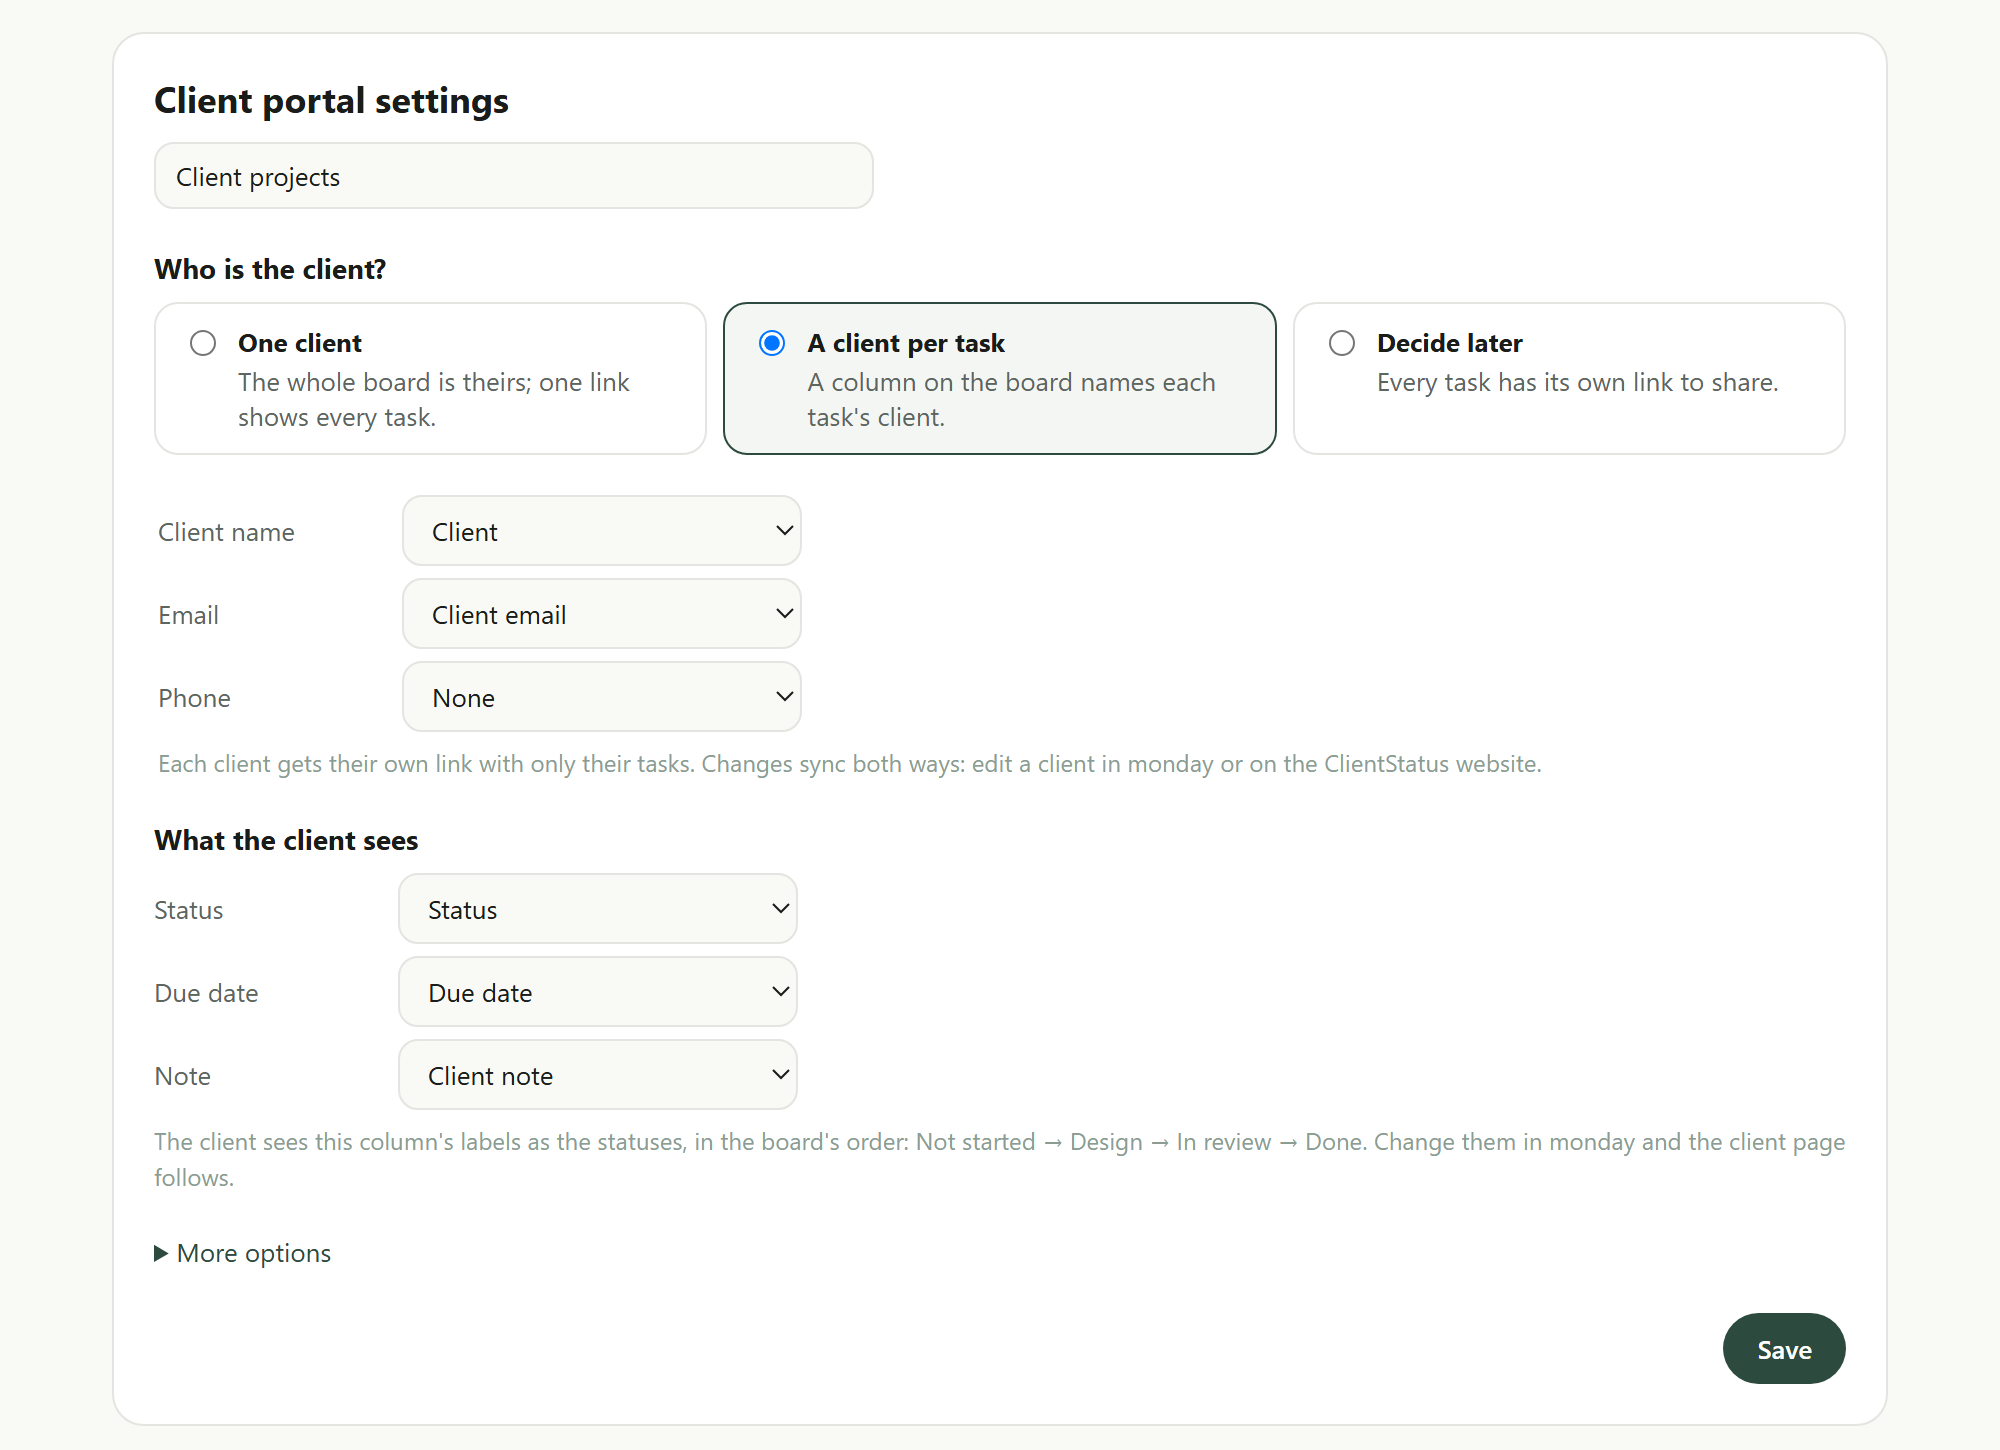 Client portal settings
Client projects
Who is the client?
One client
The whole board is theirs; one link
shows every task.
A client per task
A column on the board names each
task's client.
Decide later
Every task has its own link to share.
Client name
Client
Email
Client email
Phone
None
Each client gets their own link with only their tasks. Changes sync both ways: edit a client in monday or on the ClientStatus website.
What the client sees
Status
Status
Due date
Due date
Note
Client note
The client sees this column's labels as the statuses, in the board's order: Not started → Design → In review → Done. Change them in monday and the client page
follows.
More options
Save